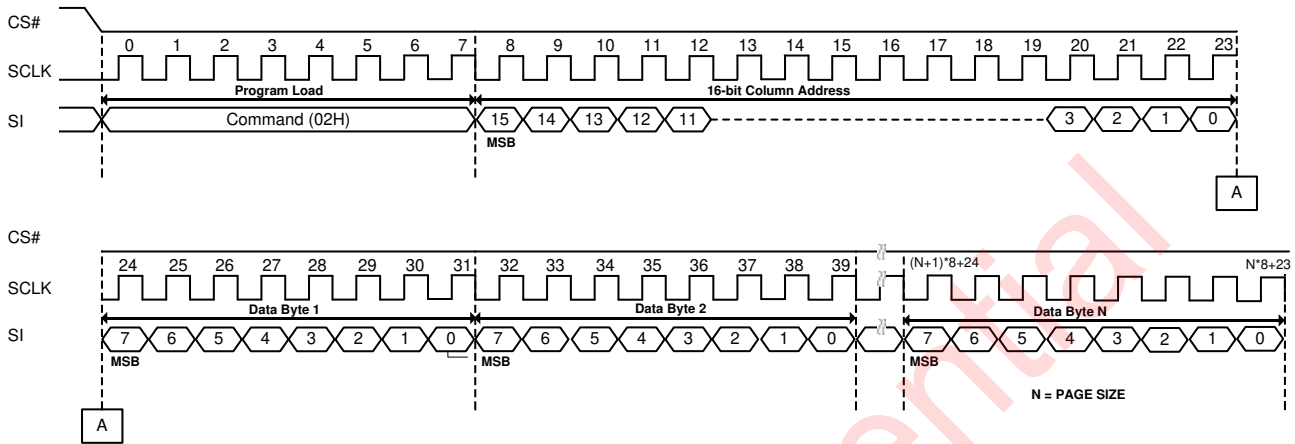 CS#
0 1 2 3 4 5 6 7 8 9 10 11 12 13 14 15 16 17 18 19 20 21 22 23
SCLK
Program Load 16-bit Column Address
SI Command (02H) 15 14 13 12 11 3 2 1 0
MSB
A
CS#
24 25 26 27 28 29 30 31 32 33 34 35 36 37 38 39 (N+1)*8+24 N*8+23
SCLK
Data Byte 1 Data Byte 2 Data Byte N
SI 7 6 5 4 3 2 1 0 7 6 5 4 3 2 1 0 7 6 5 4 3 2 1 0
MSB MSB MSB
N = PAGE SIZE
A
ential